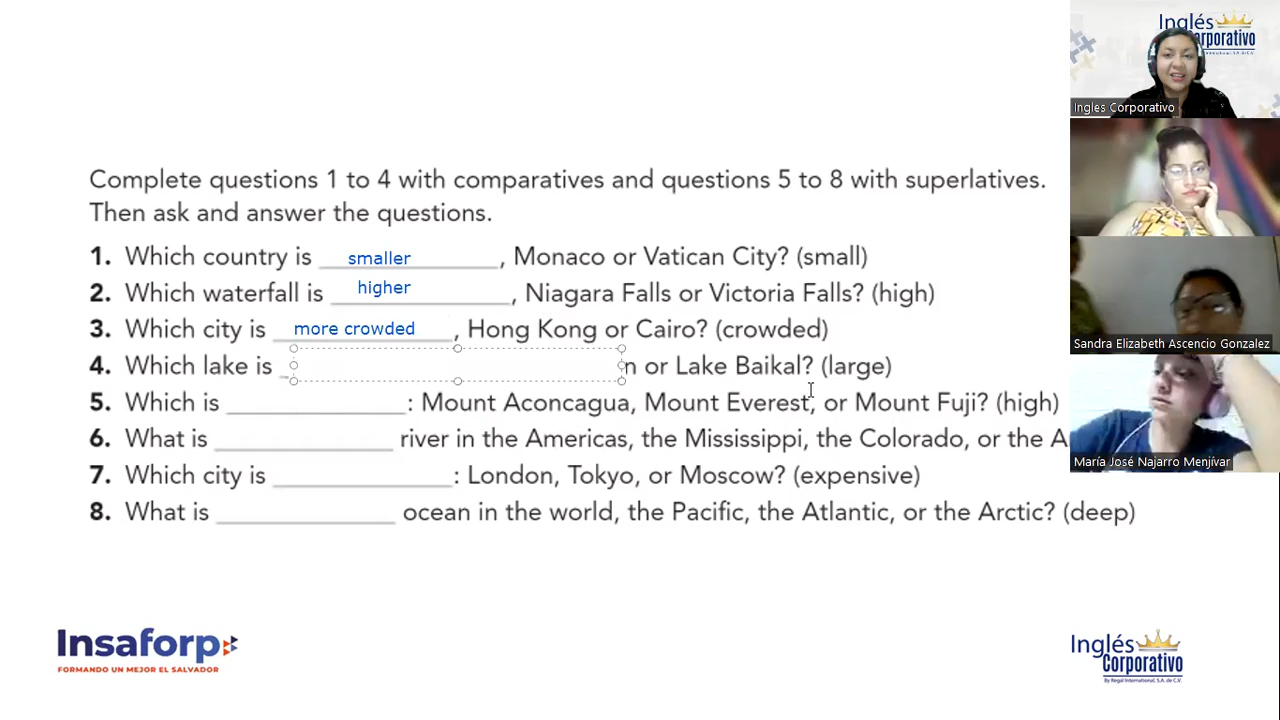 Complete questions 1 to 4 with comparatives and questions 5 to 8 with superlatives.
Then ask and answer the questions.
1. Which country is smaller, Monaco or Vatican City? (small)
2. Which waterfall is higher, Niagara Falls or Victoria Falls? (high)
3. Which city is more crowded, Hong Kong or Cairo? (crowded)
4. Which lake is n or Lake Baikal? (large)
5. Which is : Mount Aconcagua, Mount Everest, or Mount Fuji? (high)
6. What is river in the Americas, the Mississippi, the Colorado, or the A
7. Which city is : London, Tokyo, or Moscow? (expensive)
8. What is ocean in the world, the Pacific, the Atlantic, or the Arctic? (deep)
Insaforp
FORMANDO UN MEJOR EL SALVADOR
Inglés
Corporativo
By Regal International, S.A. de C.V.
Inglés
Corporativo
Ingles Corporativo
Sandra Elizabeth Ascencio Gonzalez
María José Najarro Menjívar